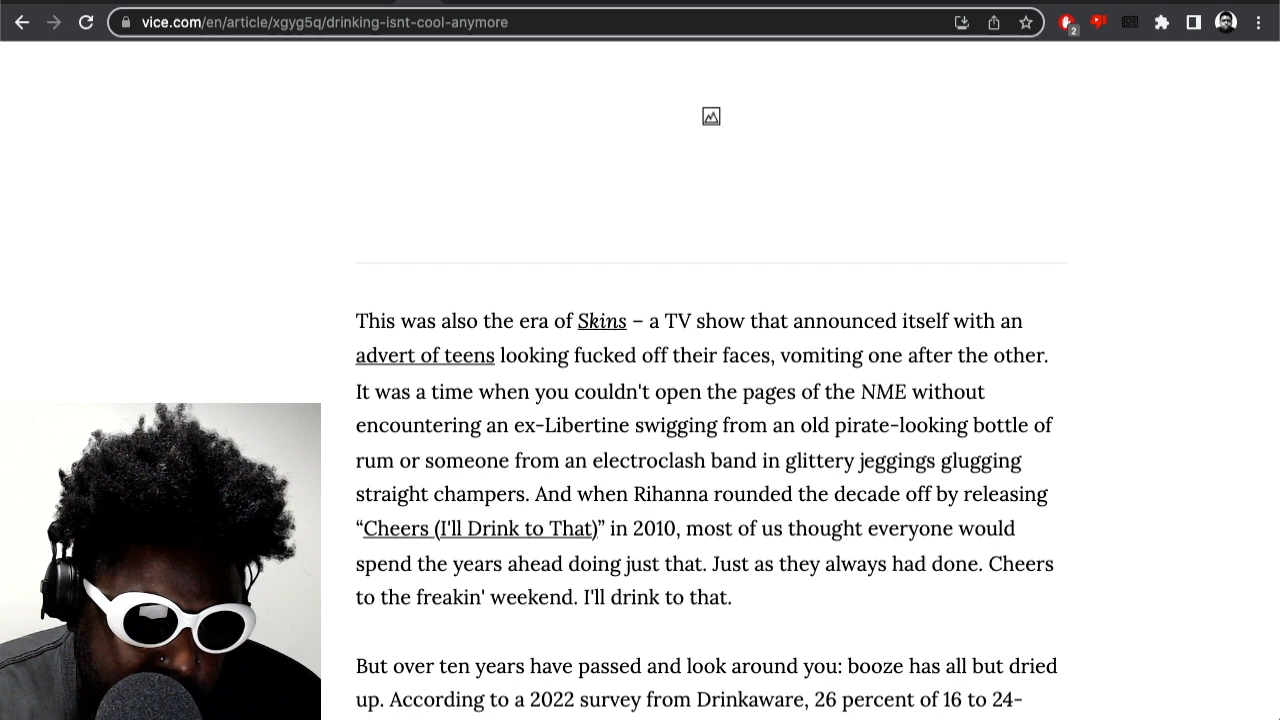 vice.com/en/article/xgyg5q/drinking-isnt-cool-anymore
2
This was also the era of Skins – a TV show that announced itself with an
advert of teens looking fucked off their faces, vomiting one after the other.
It was a time when you couldn't open the pages of the NME without
encountering an ex-Libertine swigging from an old pirate-looking bottle of
rum or someone from an electroclash band in glittery jeggings glugging
straight champers. And when Rihanna rounded the decade off by releasing
“Cheers (I'll Drink to That)” in 2010, most of us thought everyone would
spend the years ahead doing just that. Just as they always had done. Cheers
to the freakin' weekend. I'll drink to that.
But over ten years have passed and look around you: booze has all but dried
up. According to a 2022 survey from Drinkaware, 26 percent of 16 to 24-